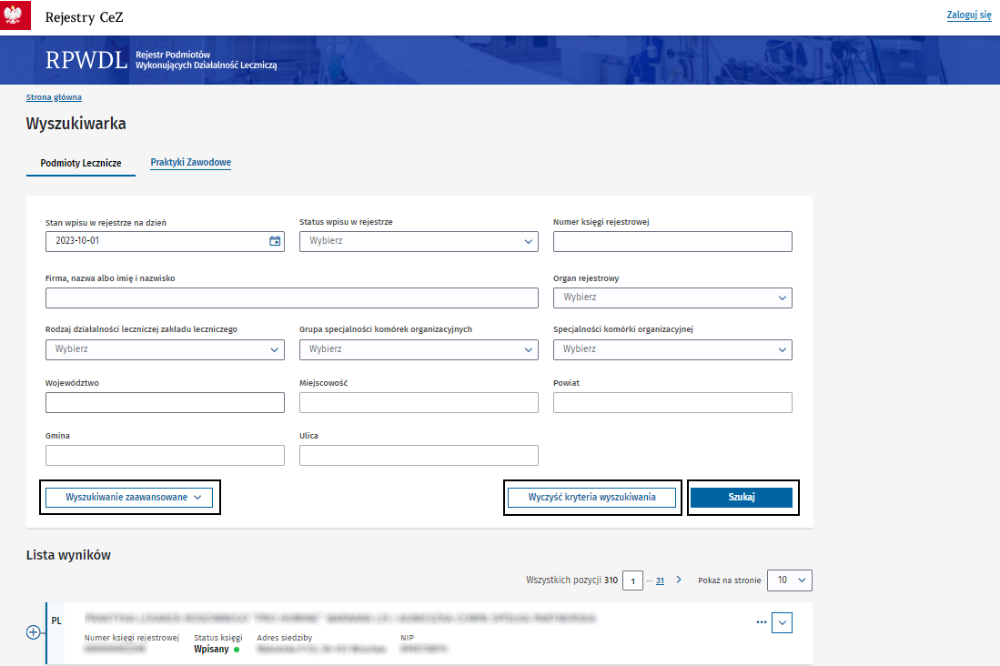 Rejestry CeZ
Zaloguj się
RPWDL Rejestr Podmiotów
Wykonujących Działalność Leczniczą
Strona główna
Wyszukiwarka
Podmioty Lecznicze Praktyki Zawodowe
Stan wpisu w rejestrze na dzień Status wpisu w rejestrze Numer księgi rejestrowej
2023-10-01 Wybierz
Firma, nazwa albo imię i nazwisko Organ rejestrowy
Wybierz
Rodzaj działalności leczniczej zakładu leczniczego Grupa specjalności komórek organizacyjnych Specjalności komórki organizacyjnej
Wybierz Wybierz Wybierz
Województwo Miejscowość Powiat
Gmina Ulica
Wyszukiwanie zaawansowane Wyczyść kryteria wyszukiwania Szukaj
Lista wyników
Wszystkich pozycji 310 1 ... 31 Pokaż na stronie 10
PL
Numer księgi rejestrowej Status księgi Adres siedziby NIP
Wpisany